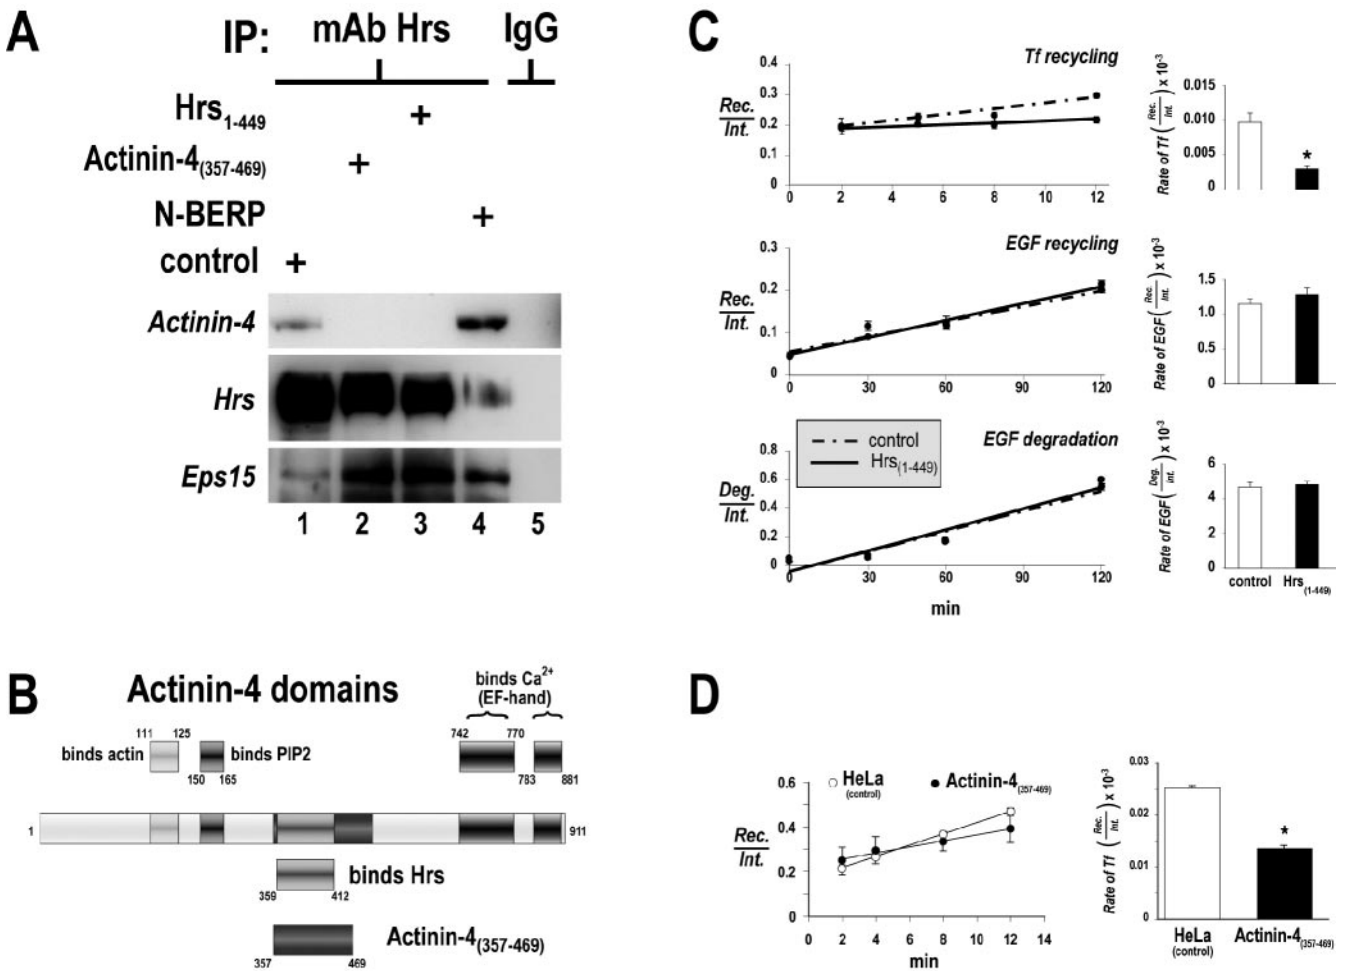 A
IP: mAb Hrs IgG
Hrs1-449 +
Actinin-4(357-469) +
N-BERP +
control +
Actinin-4
Hrs
Eps15
1 2 3 4 5
B
Actinin-4 domains
binds Ca2+
(EF-hand)
111 125
742 770
binds actin
binds PIP2
150 165
783 881
1
911
binds Hrs
359 412
Actinin-4(357-469)
357 469
C
Tf recycling
Rec.
Int.
0.4
0.3
0.2
0.1
0
0 2 4 6 8 10 12
Rate of Tf (Rec./Int.) x 10-3
0.015
0.010
0.005
0
*
EGF recycling
Rec.
Int.
0.3
0.2
0.1
0
0 30 60 90 120
Rate of EGF (Rec./Int.) x 10-3
1.5
1.0
0.5
0
control
Hrs(1-449)
EGF degradation
Deg.
Int.
0.8
0.6
0.4
0.2
0
0 30 60 90 120
min
Rate of EGF (Deg./int.) x 10-3
6
4
2
0
control Hrs(1-449)
D
HeLa
(control)
Actinin-4(357-469)
Rec.
Int.
0.6
0.4
0.2
0
0 2 4 6 8 10 12 14
min
Rate of Tf (Rec./Int.) x 10-3
0.03
0.02
0.01
0
*
HeLa
(control)
Actinin-4(357-469)